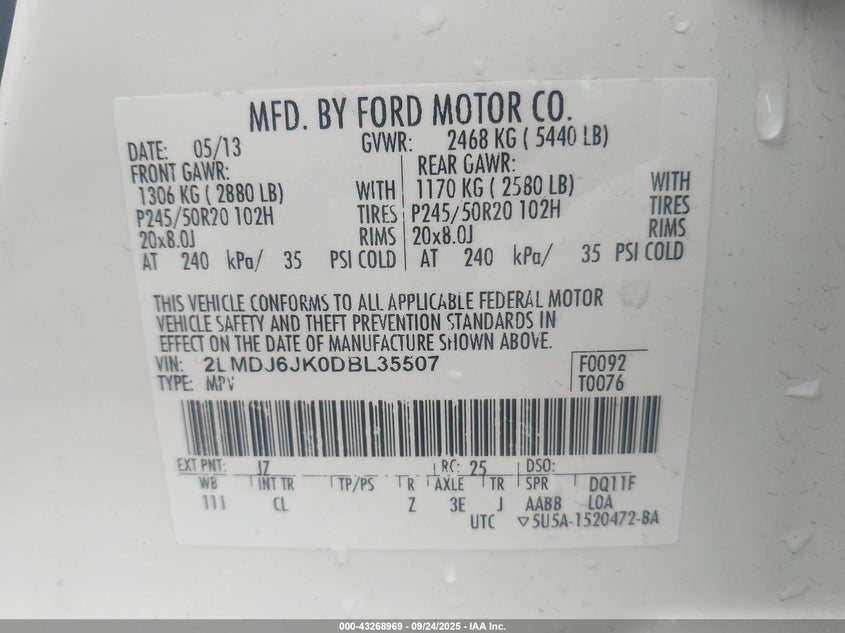 MFD. BY FORD MOTOR CO.
DATE: 05/13 GVWR: 2468 KG ( 5440 LB)
FRONT GAWR: REAR GAWR:
1306 KG ( 2880 LB) WITH 1170 KG ( 2580 LB) WITH
P245/50R20 102H TIRES P245/50R20 102H TIRES
20x8.0J RIMS 20x8.0J RIMS
AT 240 kPa/ 35 PSI COLD AT 240 kPa/ 35 PSI COLD
THIS VEHICLE CONFORMS TO ALL APPLICABLE FEDERAL MOTOR
VEHICLE SAFETY AND THEFT PREVENTION STANDARDS IN
EFFECT ON THE DATE OF MANUFACTURE SHOWN ABOVE.
VIN: 2LMDJ6JK0DBL35507 F0092
TYPE: MPV T0076
EXT PNT: JZ RC: 25 DSO:
WB INT TR TP/PS R AXLE TR SPR DQ11F
111 CL Z 3E J AABB LOA
UTC ▽5U5A-1520472-BA
000-43268969 - 09/24/2025 - IAA Inc.